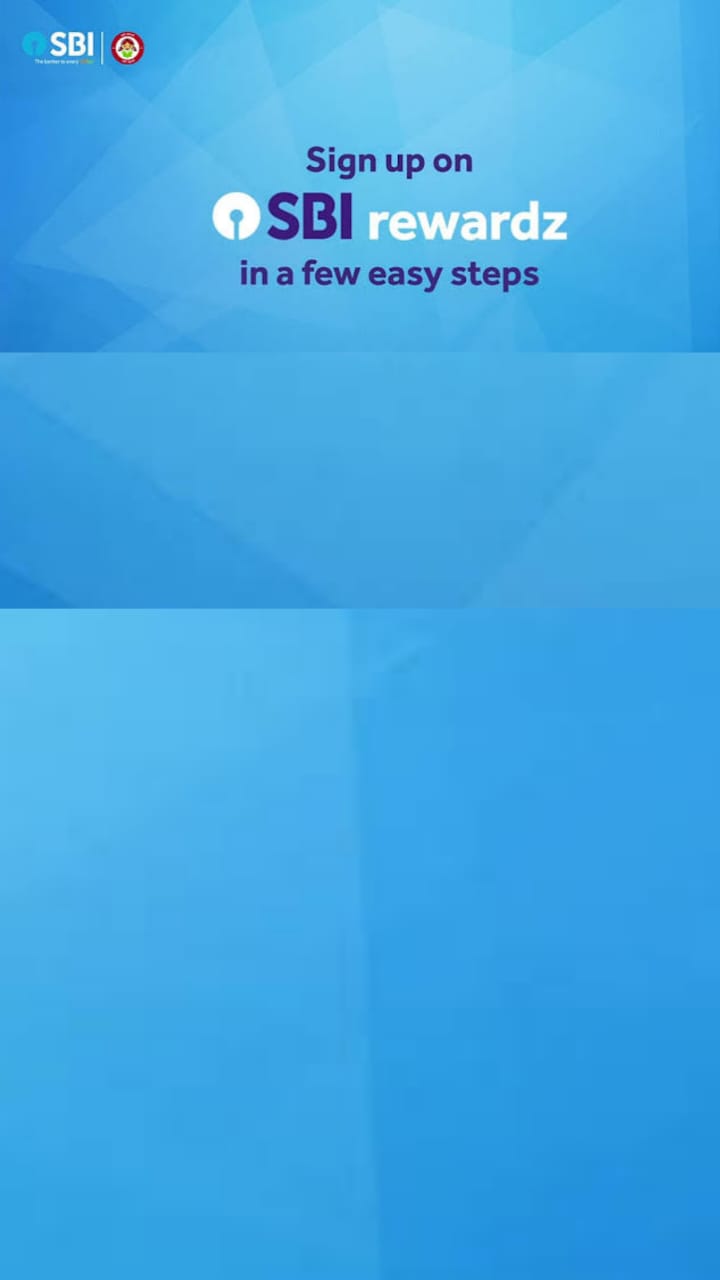 SBI
The banker to every Indian
Sign up on
SBI rewardz
in a few easy steps